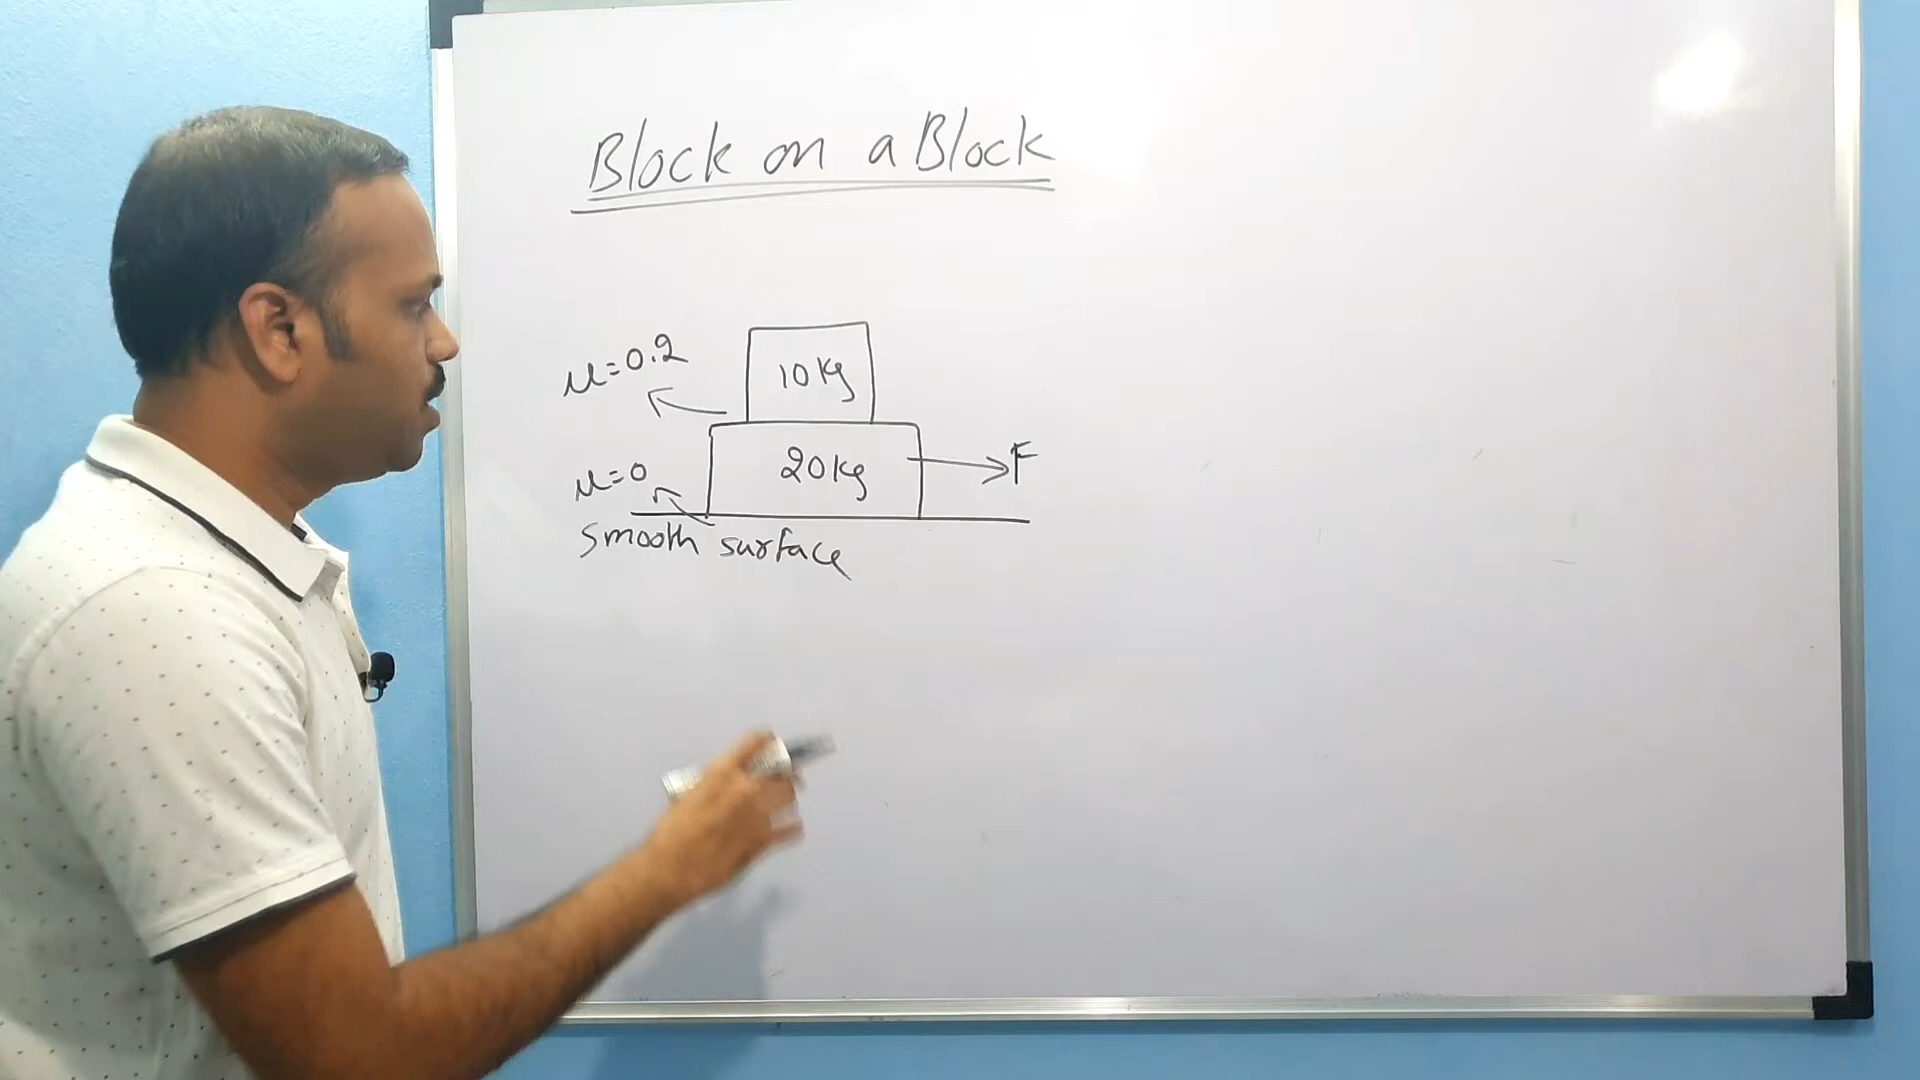 Block on a Block
μ=0.2
10kg
μ=0
20kg
F
smooth surface